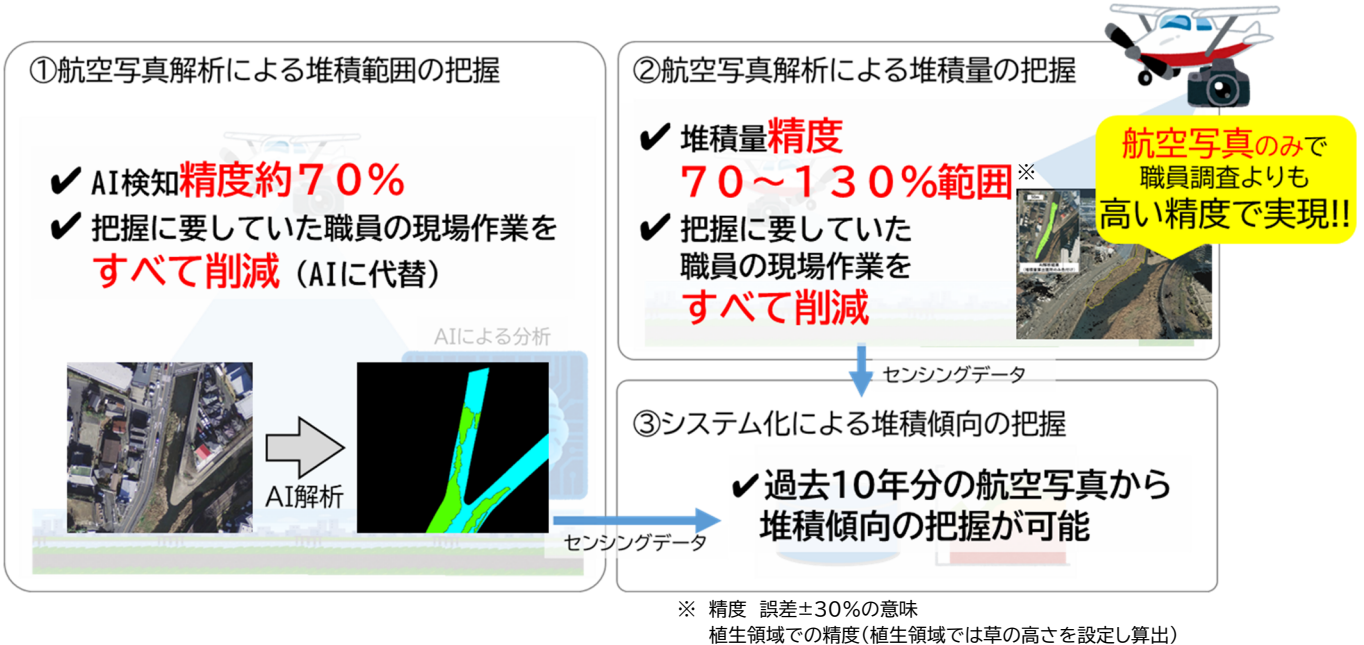 ①航空写真解析による堆積範囲の把握
✔ AI検知精度約７０％
✔ 把握に要していた職員の現場作業を
すべて削減（AIに代替）
AIによる分析
AI解析
センシングデータ
②航空写真解析による堆積量の把握
✔ 堆積量精度
７０～１３０％範囲※
✔ 把握に要していた
職員の現場作業を
すべて削減
航空写真のみで
職員調査よりも
高い精度で実現!!
センシングデータ
③システム化による堆積傾向の把握
✔ 過去10年分の航空写真から
堆積傾向の把握が可能
※ 精度 誤差±30％の意味
植生領域での精度（植生領域では草の高さを設定し算出）